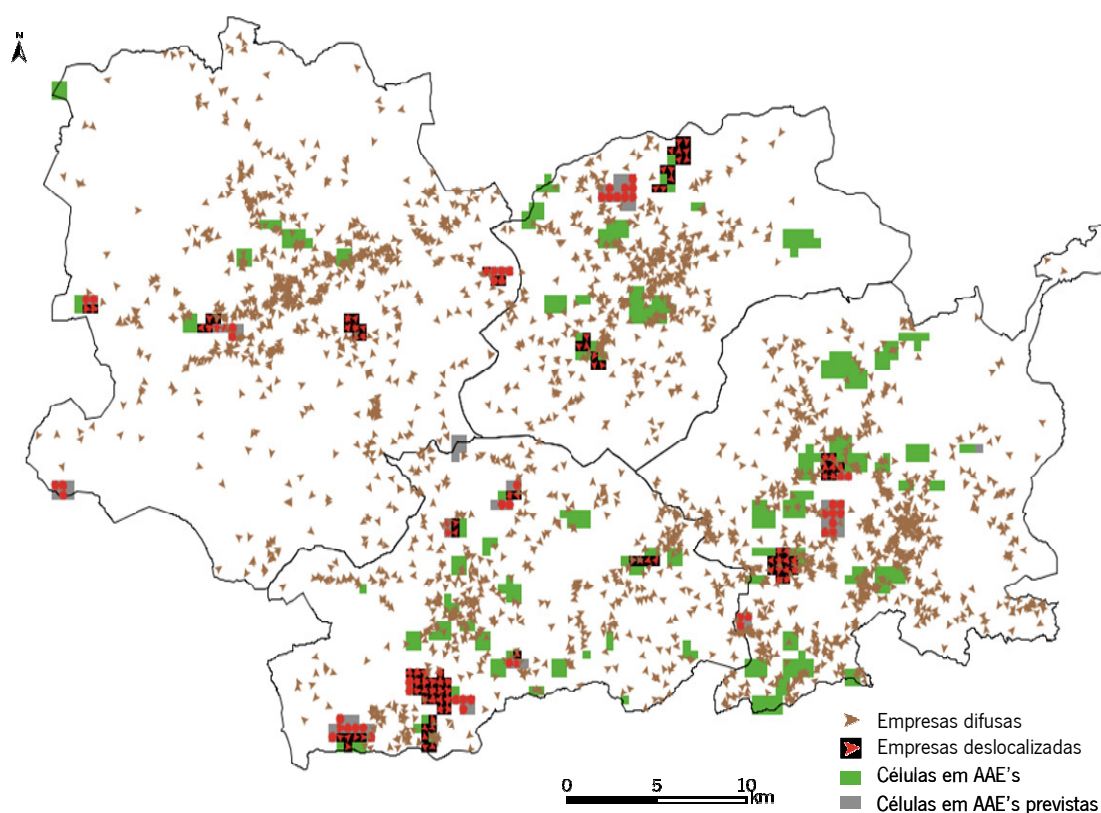 N
Empresas difusas
Empresas deslocalizadas
Células em AAE's
Células em AAE's previstas
0 5 10
km